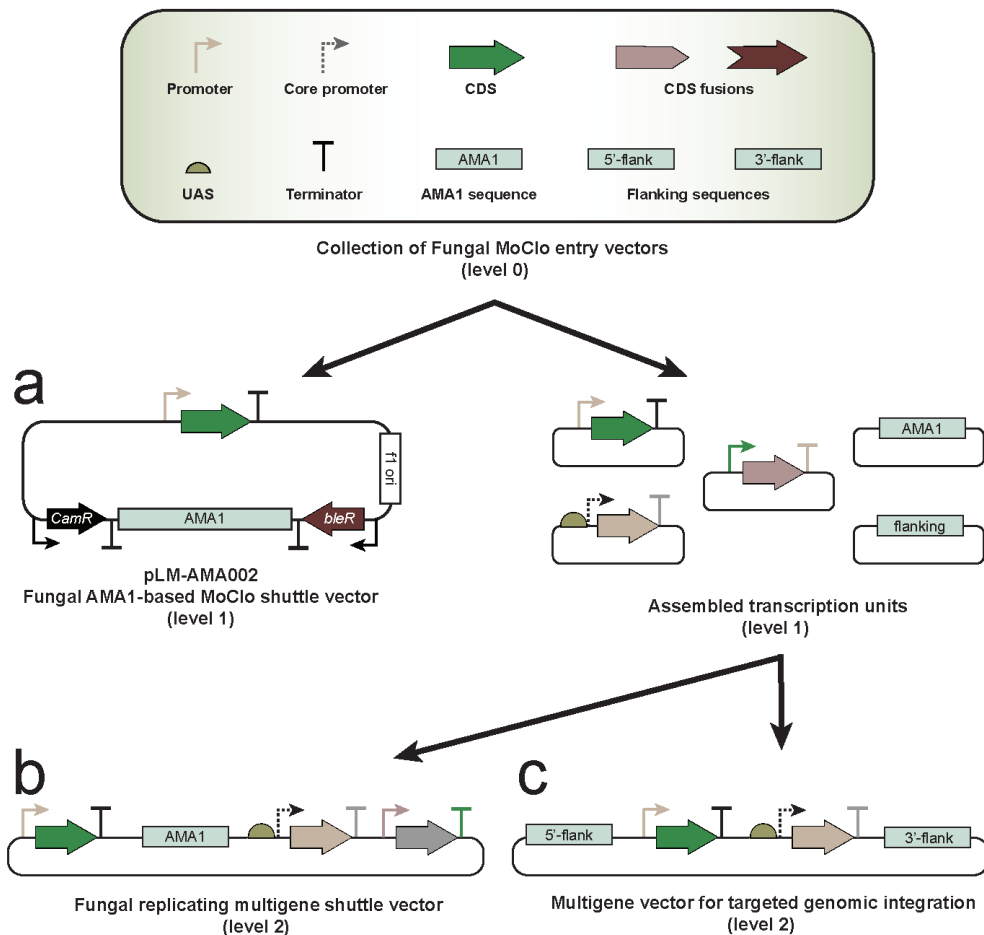 Promoter
Core promoter
CDS
CDS fusions
AMA1
5'-flank
3'-flank
UAS
Terminator
AMA1 sequence
Flanking sequences
Collection of Fungal MoClo entry vectors
(level 0)
a
f1 ori
CamR
AMA1
bleR
pLM-AMA002
Fungal AMA1-based MoClo shuttle vector
(level 1)
AMA1
flanking
Assembled transcription units
(level 1)
b
AMA1
Fungal replicating multigene shuttle vector
(level 2)
c
5'-flank
3'-flank
Multigene vector for targeted genomic integration
(level 2)